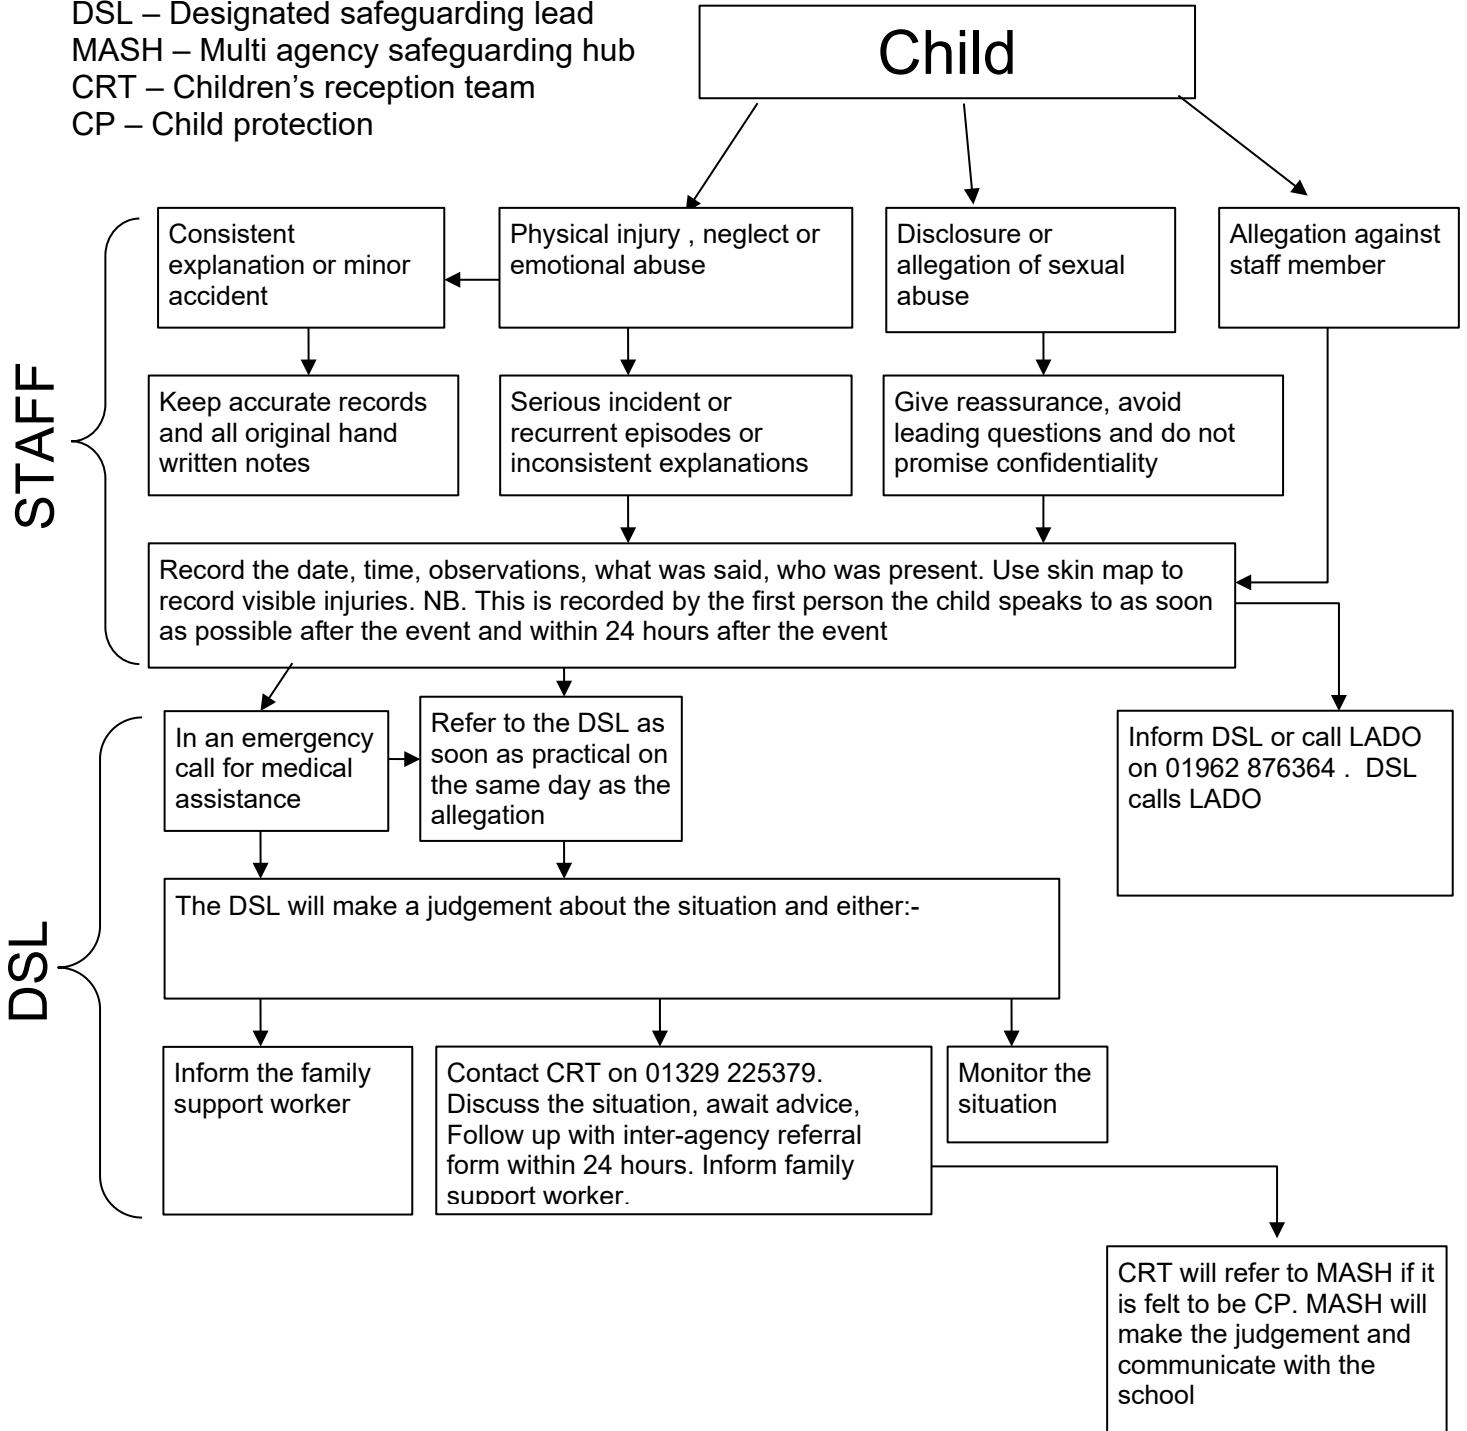 DSL – Designated safeguarding lead
MASH – Multi agency safeguarding hub
CRT – Children's reception team
CP – Child protection
Child
STAFF
Consistent
explanation or minor
accident
Physical injury , neglect or
emotional abuse
Disclosure or
allegation of sexual
abuse
Allegation against
staff member
Keep accurate records
and all original hand
written notes
Serious incident or
recurrent episodes or
inconsistent explanations
Give reassurance, avoid
leading questions and do not
promise confidentiality
Record the date, time, observations, what was said, who was present. Use skin map to
record visible injuries. NB. This is recorded by the first person the child speaks to as soon
as possible after the event and within 24 hours after the event
DSL
In an emergency
call for medical
assistance
Refer to the DSL as
soon as practical on
the same day as the
allegation
Inform DSL or call LADO
on 01962 876364 .  DSL
calls LADO
The DSL will make a judgement about the situation and either:-
Inform the family
support worker
Contact CRT on 01329 225379.
Discuss the situation, await advice,
Follow up with inter-agency referral
form within 24 hours. Inform family
support worker.
Monitor the
situation
CRT will refer to MASH if it
is felt to be CP. MASH will
make the judgement and
communicate with the
school